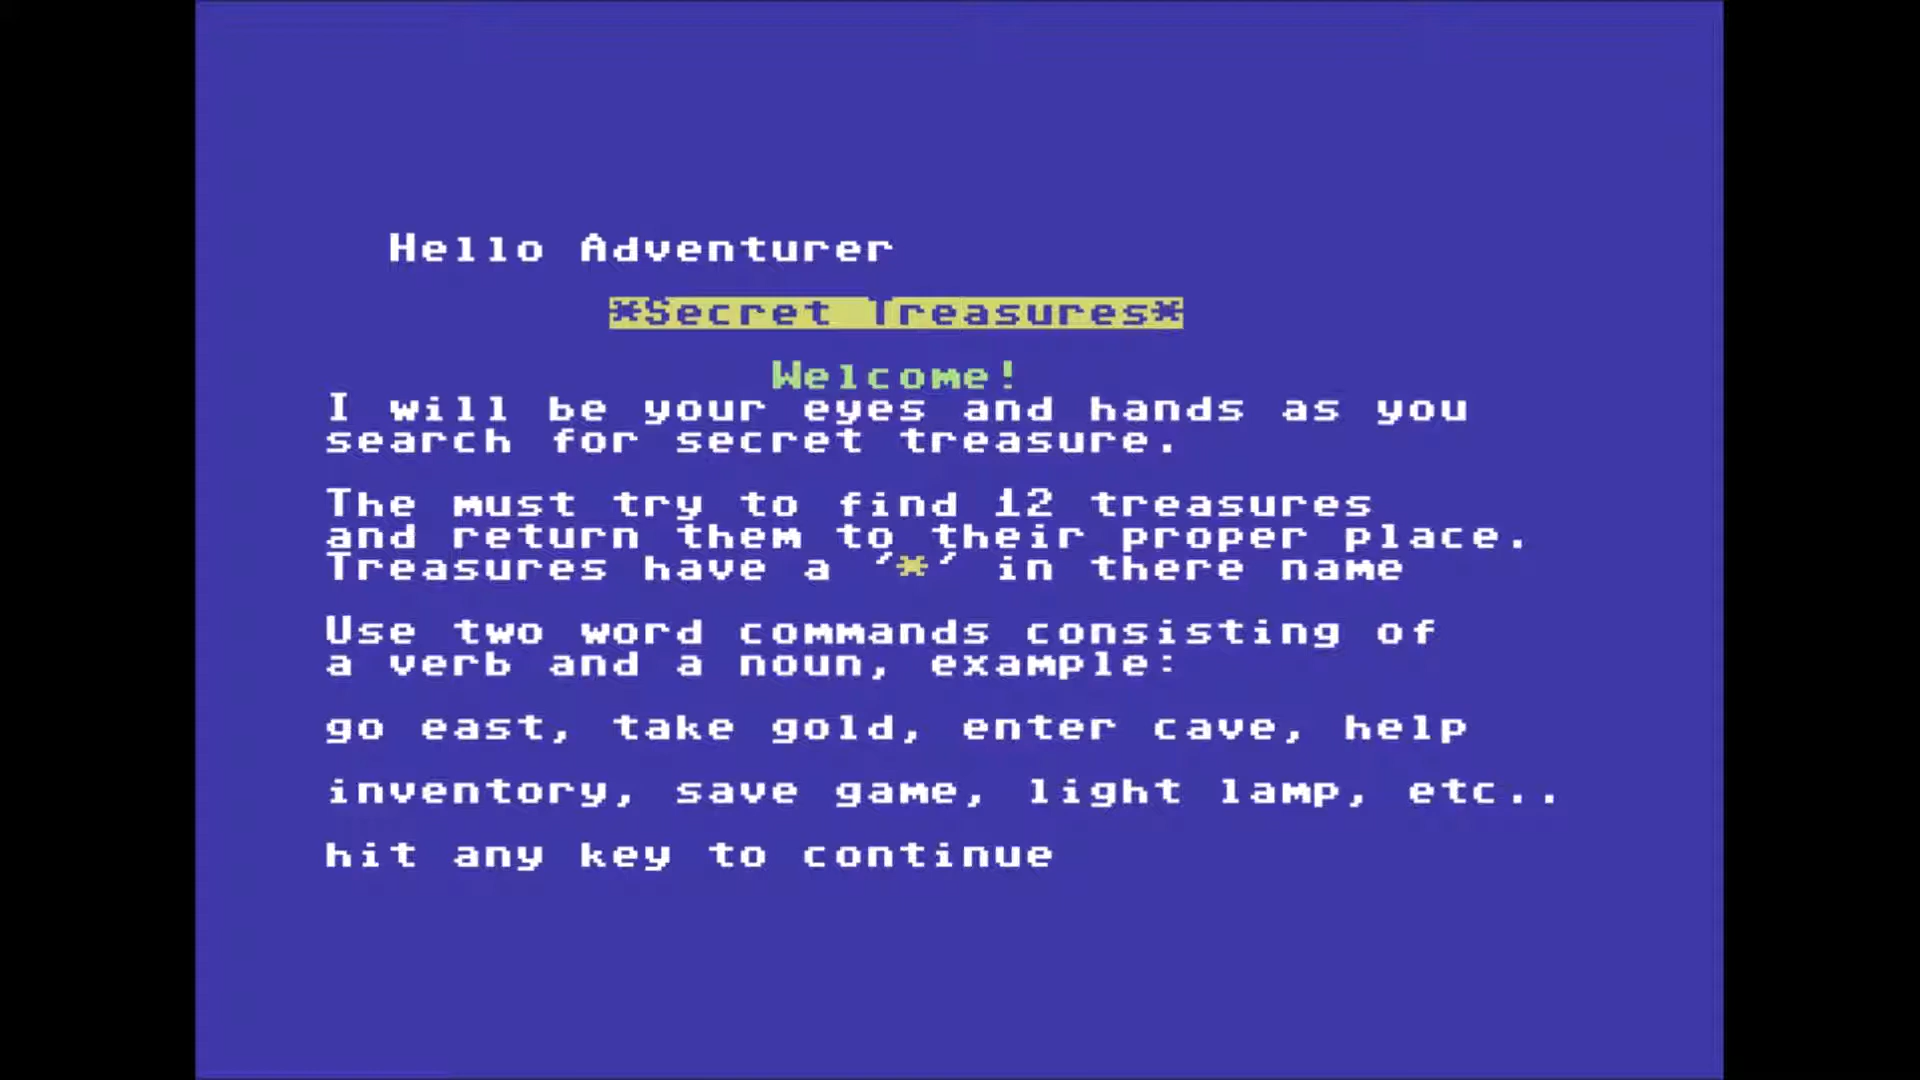 Hello Adventurer
*Secret Treasures*
Welcome!
I will be your eyes and hands as you
search for secret treasure.
The must try to find 12 treasures
and return them to their proper place.
Treasures have a '*' in there name
Use two word commands consisting of
a verb and a noun, example:
go east, take gold, enter cave, help
inventory, save game, light lamp, etc..
hit any key to continue